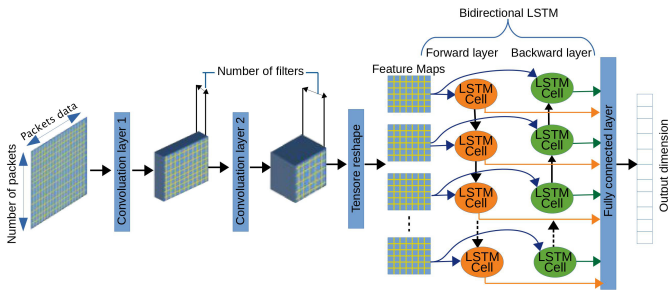 Bidirectional LSTM
Forward layer
Backward layer
Number of filters
Feature Maps
Packets data
Number of packets
Convoluation layer 1
Convoluation layer 2
Tensore reshape
LSTM
Cell
LSTM
Cell
LSTM
Cell
LSTM
Cell
LSTM
Cell
LSTM
Cell
LSTM
Cell
LSTM
Cell
Fully connected layer
Output dimension